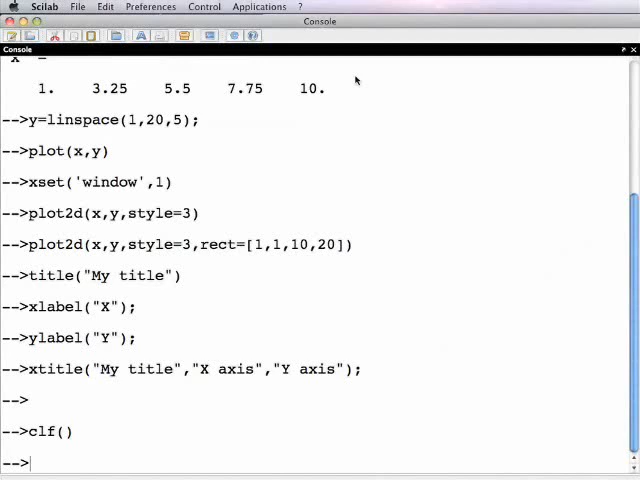 Scilab File Edit Preferences Control Applications ?
Console
Console
x =
1. 3.25 5.5 7.75 10.
-->y=linspace(1,20,5);
-->plot(x,y)
-->xset('window',1)
-->plot2d(x,y,style=3)
-->plot2d(x,y,style=3,rect=[1,1,10,20])
-->title("My title")
-->xlabel("X");
-->ylabel("Y");
-->xtitle("My title","X axis","Y axis");
-->
-->clf()
-->